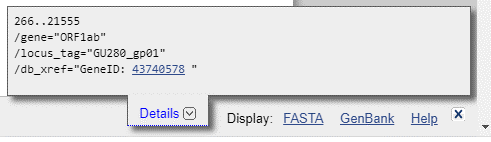 266..21555
/gene="ORF1ab"
/locus_tag="GU280_gp01"
/db_xref="GeneID: 43740578 "
Details Display: FASTA GenBank Help X